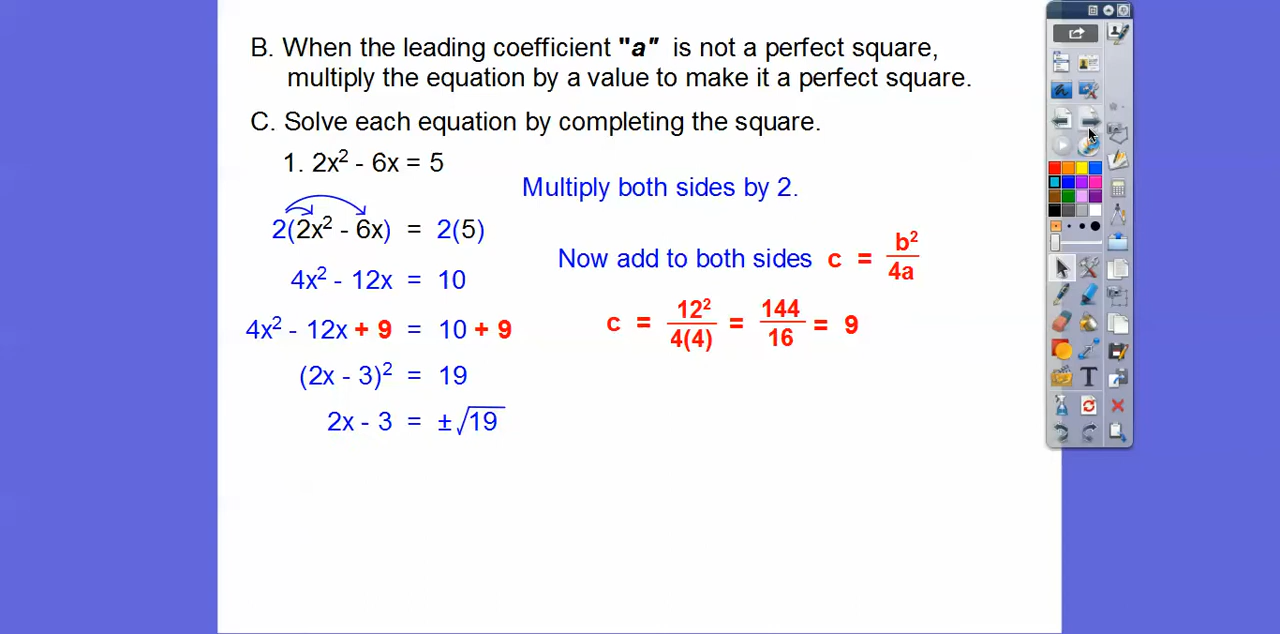 B. When the leading coefficient "a" is not a perfect square,
multiply the equation by a value to make it a perfect square.
C. Solve each equation by completing the square.
1. 2x² - 6x = 5
Multiply both sides by 2.
2(2x² - 6x) = 2(5)
Now add to both sides c = b²/4a
4x² - 12x = 10
c = 12²/4(4) = 144/16 = 9
4x² - 12x + 9 = 10 + 9
(2x - 3)² = 19
2x - 3 = ±√19